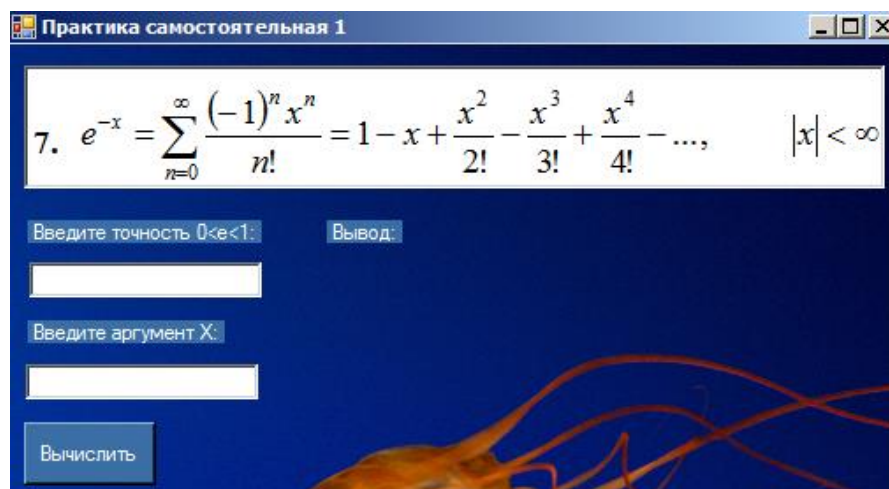 Практика самостоятельная 1
7. e^{-x} = \sum_{n=0}^{\infty} \frac{(-1)^n x^n}{n!} = 1 - x + \frac{x^2}{2!} - \frac{x^3}{3!} + \frac{x^4}{4!} - ..., |x| < ∞
Введите точность 0<e<1: Вывод:
Введите аргумент X:
Вычислить